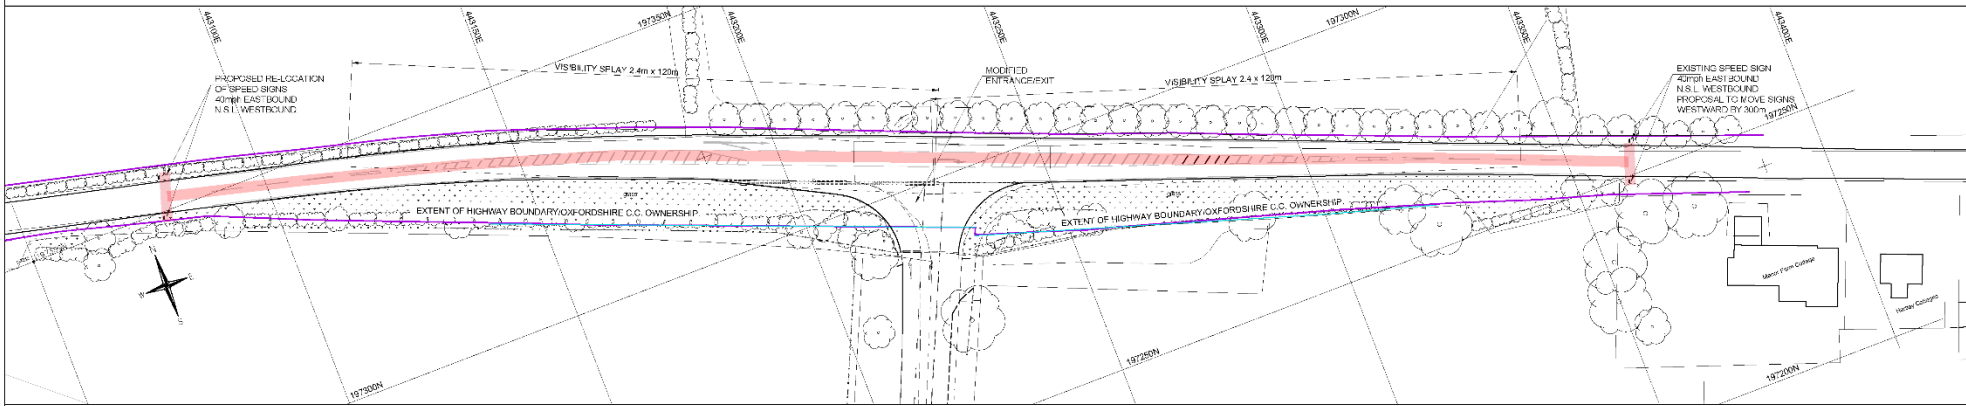 443100E
443150E
197350N
443200E
443250E
443300E
197300N
443350E
443400E
PROPOSED RE-LOCATION
OF SPEED SIGNS
40mph EASTBOUND
N.S.L. WESTBOUND
VISIBILITY SPLAY 2.4m x 120m
MODIFIED
ENTRANCE/EXIT
VISIBILITY SPLAY 2.4 x 120m
EXISTING SPEED SIGN
40mph EASTBOUND
N.S.L. WESTBOUND
PROPOSAL TO MOVE SIGNS
WESTWARD BY 300m
197250N
EXTENT OF HIGHWAY BOUNDARY/OXFORDSHIRE C.C. OWNERSHIP
EXTENT OF HIGHWAY BOUNDARY/OXFORDSHIRE C.C. OWNERSHIP
N
E
W
S
Manor Farm Cottage
197300N
197250N
197200N